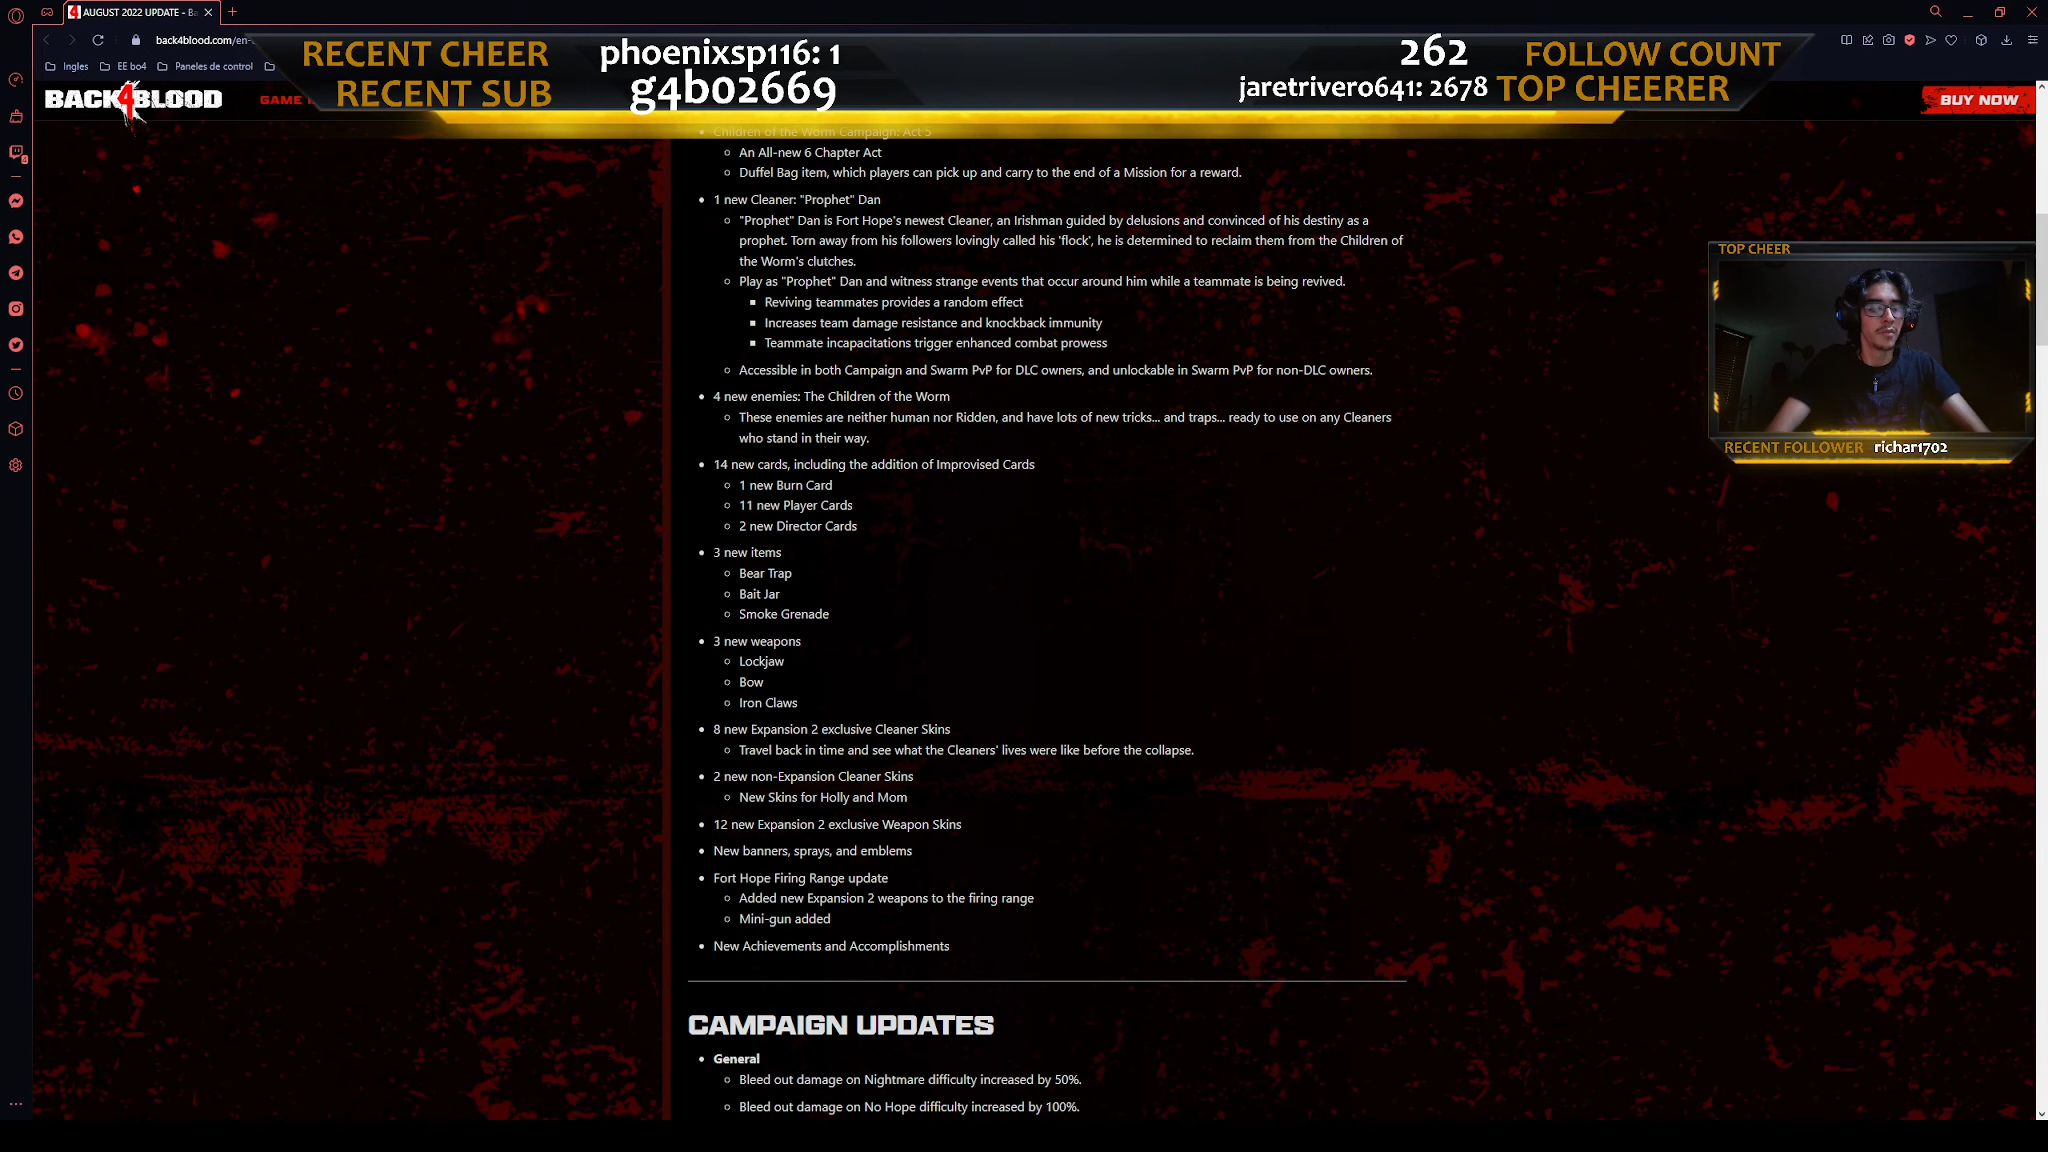 AUGUST 2022 UPDATE - Ba
back4blood.com/en-
Ingles
EE bo4
Paneles de control
RECENT CHEER
phoenixsp116: 1
RECENT SUB
g4b02669
262
FOLLOW COUNT
jaretrivero641: 2678
TOP CHEERER
BACK4BLOOD
GAME I
BUY NOW
• Children of the Worm Campaign: Act 5
An All-new 6 Chapter Act
Duffel Bag item, which players can pick up and carry to the end of a Mission for a reward.
• 1 new Cleaner: "Prophet" Dan
"Prophet" Dan is Fort Hope's newest Cleaner, an Irishman guided by delusions and convinced of his destiny as a
prophet. Torn away from his followers lovingly called his 'flock', he is determined to reclaim them from the Children of
the Worm's clutches.
Play as "Prophet" Dan and witness strange events that occur around him while a teammate is being revived.
Reviving teammates provides a random effect
Increases team damage resistance and knockback immunity
Teammate incapacitations trigger enhanced combat prowess
Accessible in both Campaign and Swarm PvP for DLC owners, and unlockable in Swarm PvP for non-DLC owners.
• 4 new enemies: The Children of the Worm
These enemies are neither human nor Ridden, and have lots of new tricks... and traps... ready to use on any Cleaners
who stand in their way.
• 14 new cards, including the addition of Improvised Cards
1 new Burn Card
11 new Player Cards
2 new Director Cards
• 3 new items
Bear Trap
Bait Jar
Smoke Grenade
• 3 new weapons
Lockjaw
Bow
Iron Claws
• 8 new Expansion 2 exclusive Cleaner Skins
Travel back in time and see what the Cleaners' lives were like before the collapse.
• 2 new non-Expansion Cleaner Skins
New Skins for Holly and Mom
• 12 new Expansion 2 exclusive Weapon Skins
• New banners, sprays, and emblems
• Fort Hope Firing Range update
Added new Expansion 2 weapons to the firing range
Mini-gun added
• New Achievements and Accomplishments
CAMPAIGN UPDATES
• General
Bleed out damage on Nightmare difficulty increased by 50%.
Bleed out damage on No Hope difficulty increased by 100%.
TOP CHEER
RECENT FOLLOWER
richar1702